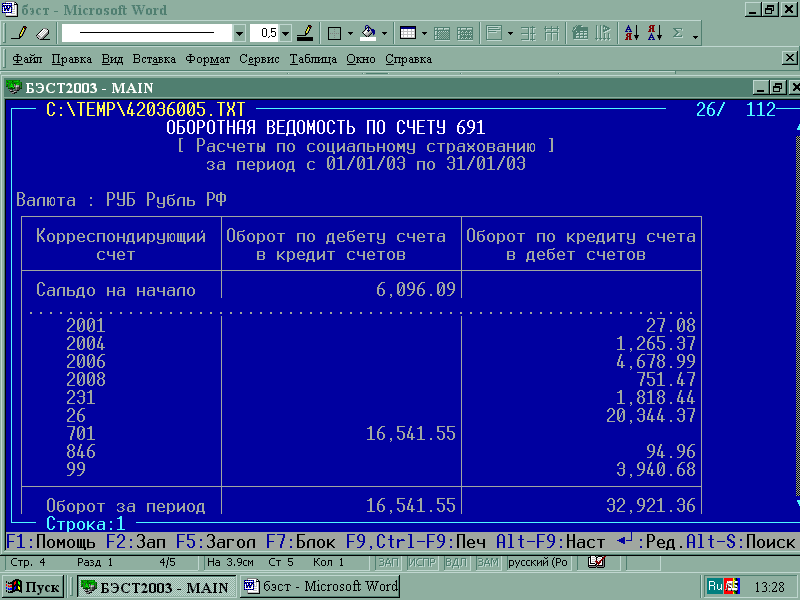 бэст - Microsoft Word
0,5
Файл Правка Вид Вставка Формат Сервис Таблица Окно Справка
БЭСТ2003 - MAIN
C:\TEMP\42036005.TXT 26/ 112
ОБОРОТНАЯ ВЕДОМОСТЬ ПО СЧЕТУ 691
[ Расчеты по социальному страхованию ]
за период с 01/01/03 по 31/01/03
Валюта : РУБ Рубль РФ
Корреспондирующий Оборот по дебету счета Оборот по кредиту счета
счет в кредит счетов в дебет счетов
Сальдо на начало 6,096.09
2001 27.08
2004 1,265.37
2006 4,678.99
2008 751.47
231 1,818.44
26 20,344.37
701 16,541.55
846 94.96
99 3,940.68
Оборот за период 16,541.55 32,921.36
Строка:1
F1:Помощь F2:Зап F5:Загол F7:Блок F9,Ctrl-F9:Печ Alt-F9:Наст ◄┘:Ред.Alt-S:Поиск
Стр. 4 Разд 1 4/5 На 3.9см Ст 5 Кол 1 ЗАП ИСПР ВДЛ ЗАМ русский (Ро
Пуск БЭСТ2003 - MAIN бэст - Microsoft Word Ru 13:28